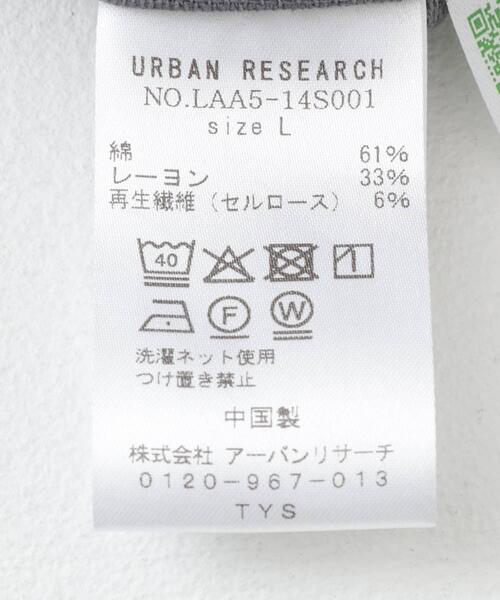 URBAN RESEARCH
NO.LAA5-14S001
size L
綿 61%
レーヨン 33%
再生繊維（セルロース） 6%
40
F W
洗濯ネット使用
つけ置き禁止
中国製
株式会社 アーバンリサーチ
0120-967-013
TYS